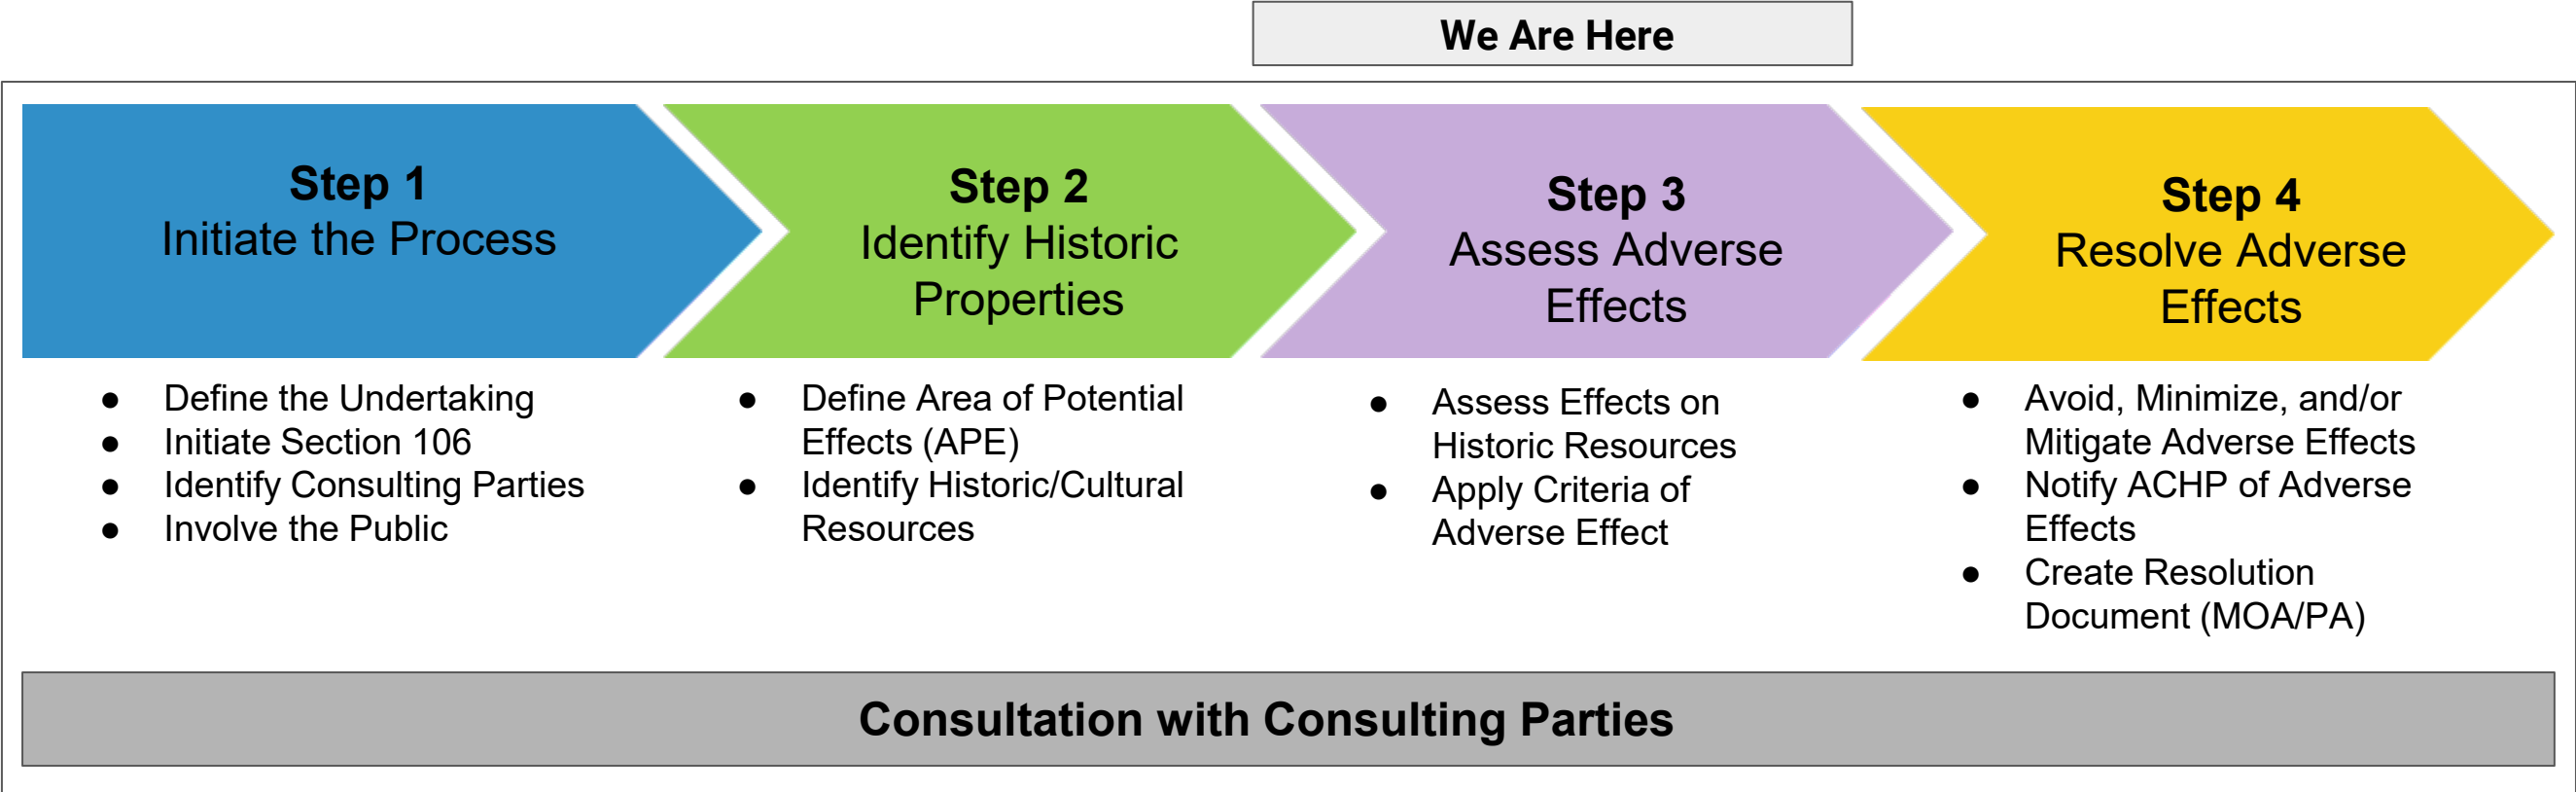 We Are Here
Step 1
Initiate the Process
Step 2
Identify Historic
Properties
Step 3
Assess Adverse
Effects
Step 4
Resolve Adverse
Effects
● Define the Undertaking
● Initiate Section 106
● Identify Consulting Parties
● Involve the Public
● Define Area of Potential
Effects (APE)
● Identify Historic/Cultural
Resources
● Assess Effects on
Historic Resources
● Apply Criteria of
Adverse Effect
● Avoid, Minimize, and/or
Mitigate Adverse Effects
● Notify ACHP of Adverse
Effects
● Create Resolution
Document (MOA/PA)
Consultation with Consulting Parties